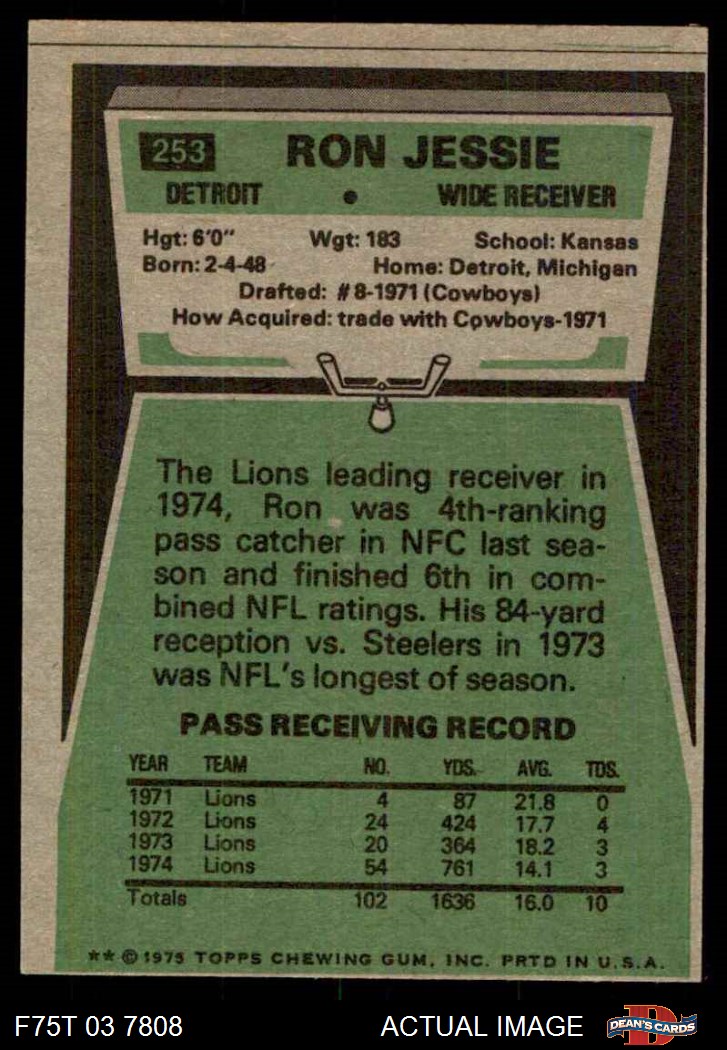 253 RON JESSIE
DETROIT • WIDE RECEIVER
Hgt: 6'0" Wgt: 183 School: Kansas
Born: 2-4-48 Home: Detroit, Michigan
Drafted: #8-1971 (Cowboys)
How Acquired: trade with Cowboys-1971
The Lions leading receiver in
1974, Ron was 4th-ranking
pass catcher in NFC last sea-
son and finished 6th in com-
bined NFL ratings. His 84-yard
reception vs. Steelers in 1973
was NFL's longest of season.
PASS RECEIVING RECORD
YEAR TEAM NO. YDS. AVG. TDS.
1971 Lions 4 87 21.8 0
1972 Lions 24 424 17.7 4
1973 Lions 20 364 18.2 3
1974 Lions 54 761 14.1 3
Totals 102 1636 16.0 10
** © 1975 TOPPS CHEWING GUM, INC. PRTD IN U.S.A.
F75T 03 7808 ACTUAL IMAGE D DEAN'S CARDS